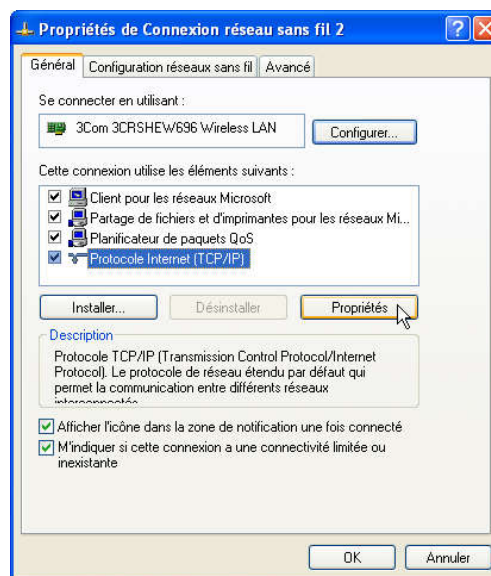 Propriétés de Connexion réseau sans fil 2
Général Configuration réseaux sans fil Avancé
Se connecter en utilisant :
3Com 3CRSHEW696 Wireless LAN
Configurer...
Cette connexion utilise les éléments suivants :
Client pour les réseaux Microsoft
Partage de fichiers et d'imprimantes pour les réseaux Mi...
Planificateur de paquets QoS
Protocole Internet (TCP/IP)
Installer... Désinstaller Propriétés
Description
Protocole TCP/IP (Transmission Control Protocol/Internet
Protocol). Le protocole de réseau étendu par défaut qui
permet la communication entre différents réseaux
interconnectés
Afficher l'icône dans la zone de notification une fois connecté
M'indiquer si cette connexion a une connectivité limitée ou
inexistante
OK Annuler